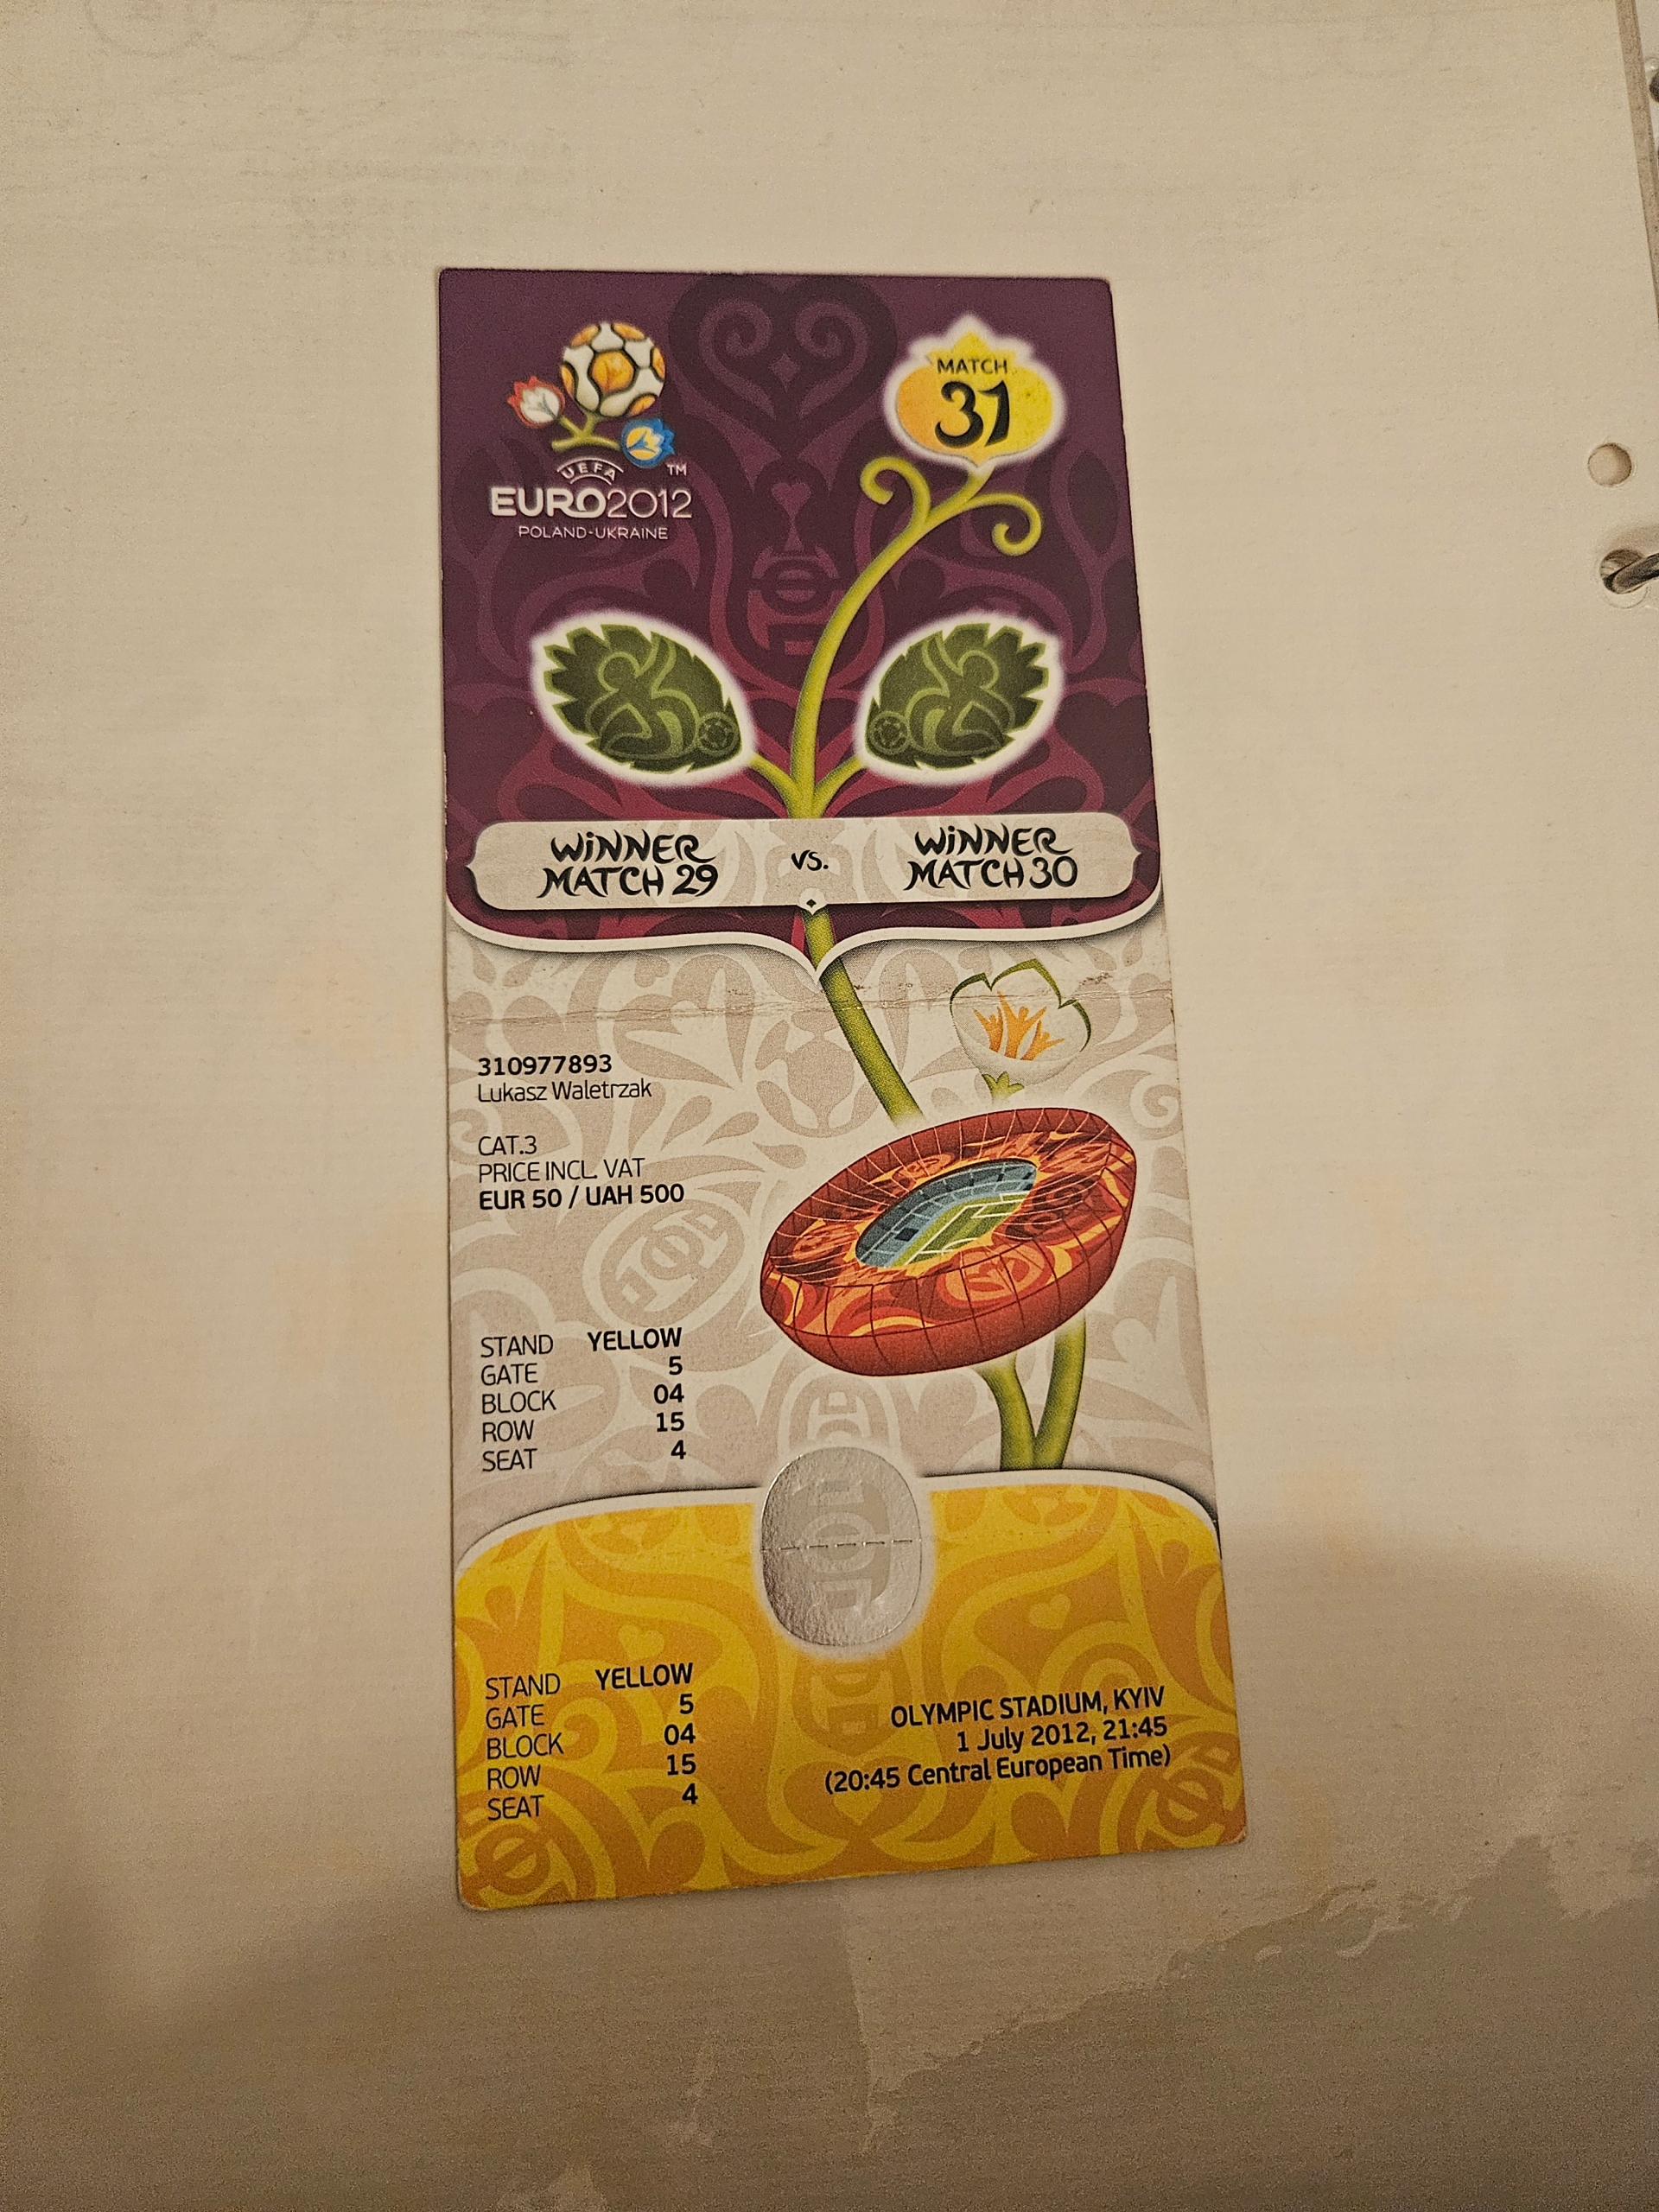 MATCH
31
UEFA
TM
EURO2012
POLAND-UKRAINE
WINNER MATCH 29
vs.
WINNER MATCH 30
310977893
Lukasz Waletrzak
CAT.3
PRICE INCL. VAT
EUR 50 / UAH 500
STAND YELLOW
GATE 5
BLOCK 04
ROW 15
SEAT 4
STAND YELLOW
GATE 5
BLOCK 04
ROW 15
SEAT 4
OLYMPIC STADIUM, KYIV
1 July 2012, 21:45
(20:45 Central European Time)